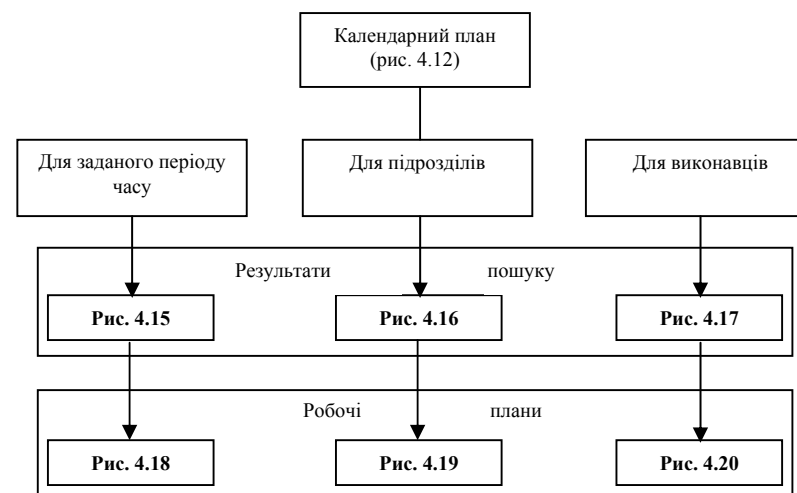 Календарний план
(рис. 4.12)
Для заданого періоду
часу
Для підрозділів
Для виконавців
Результати пошуку
Рис. 4.15
Рис. 4.16
Рис. 4.17
Робочі плани
Рис. 4.18
Рис. 4.19
Рис. 4.20